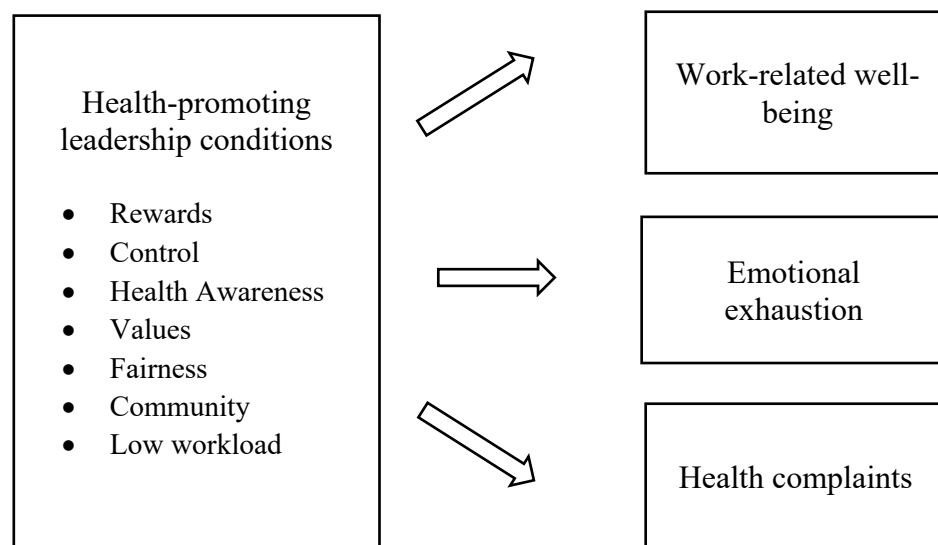 Health-promoting
leadership conditions
• Rewards
• Control
• Health Awareness
• Values
• Fairness
• Community
• Low workload
Work-related well-
being
Emotional
exhaustion
Health complaints